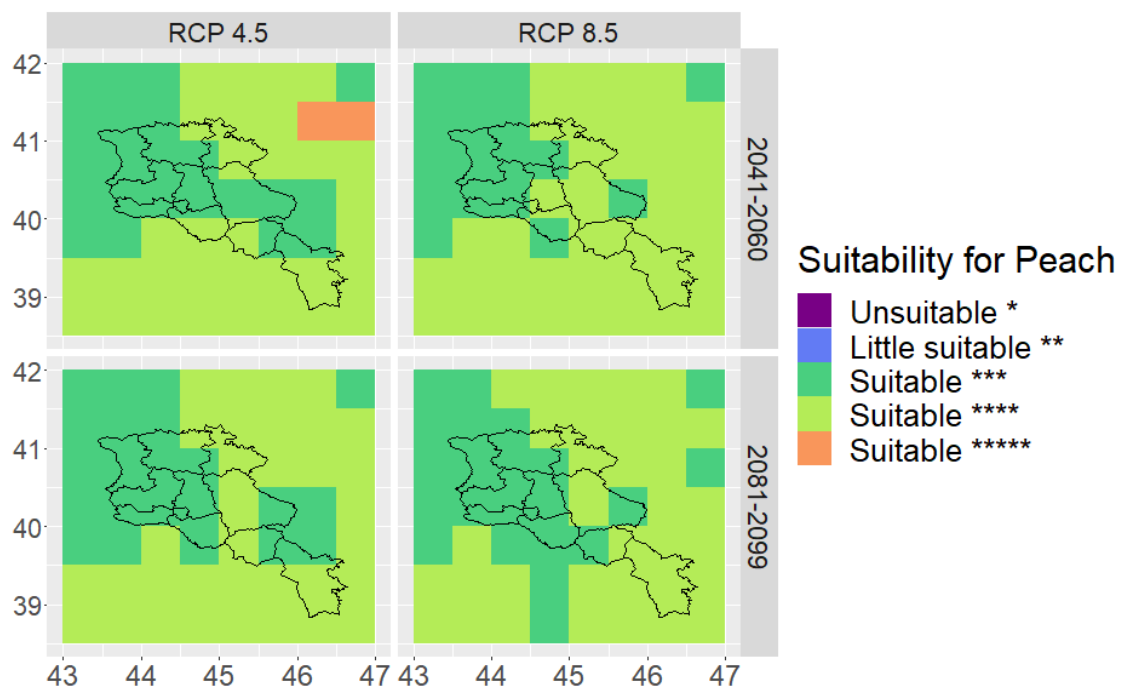 RCP 4.5
RCP 8.5
42
41
40
39
2041-2060
42
41
40
39
2081-2099
43 44 45 46 47
43 44 45 46 47
Suitability for Peach
Unsuitable *
Little suitable **
Suitable ***
Suitable ****
Suitable *****